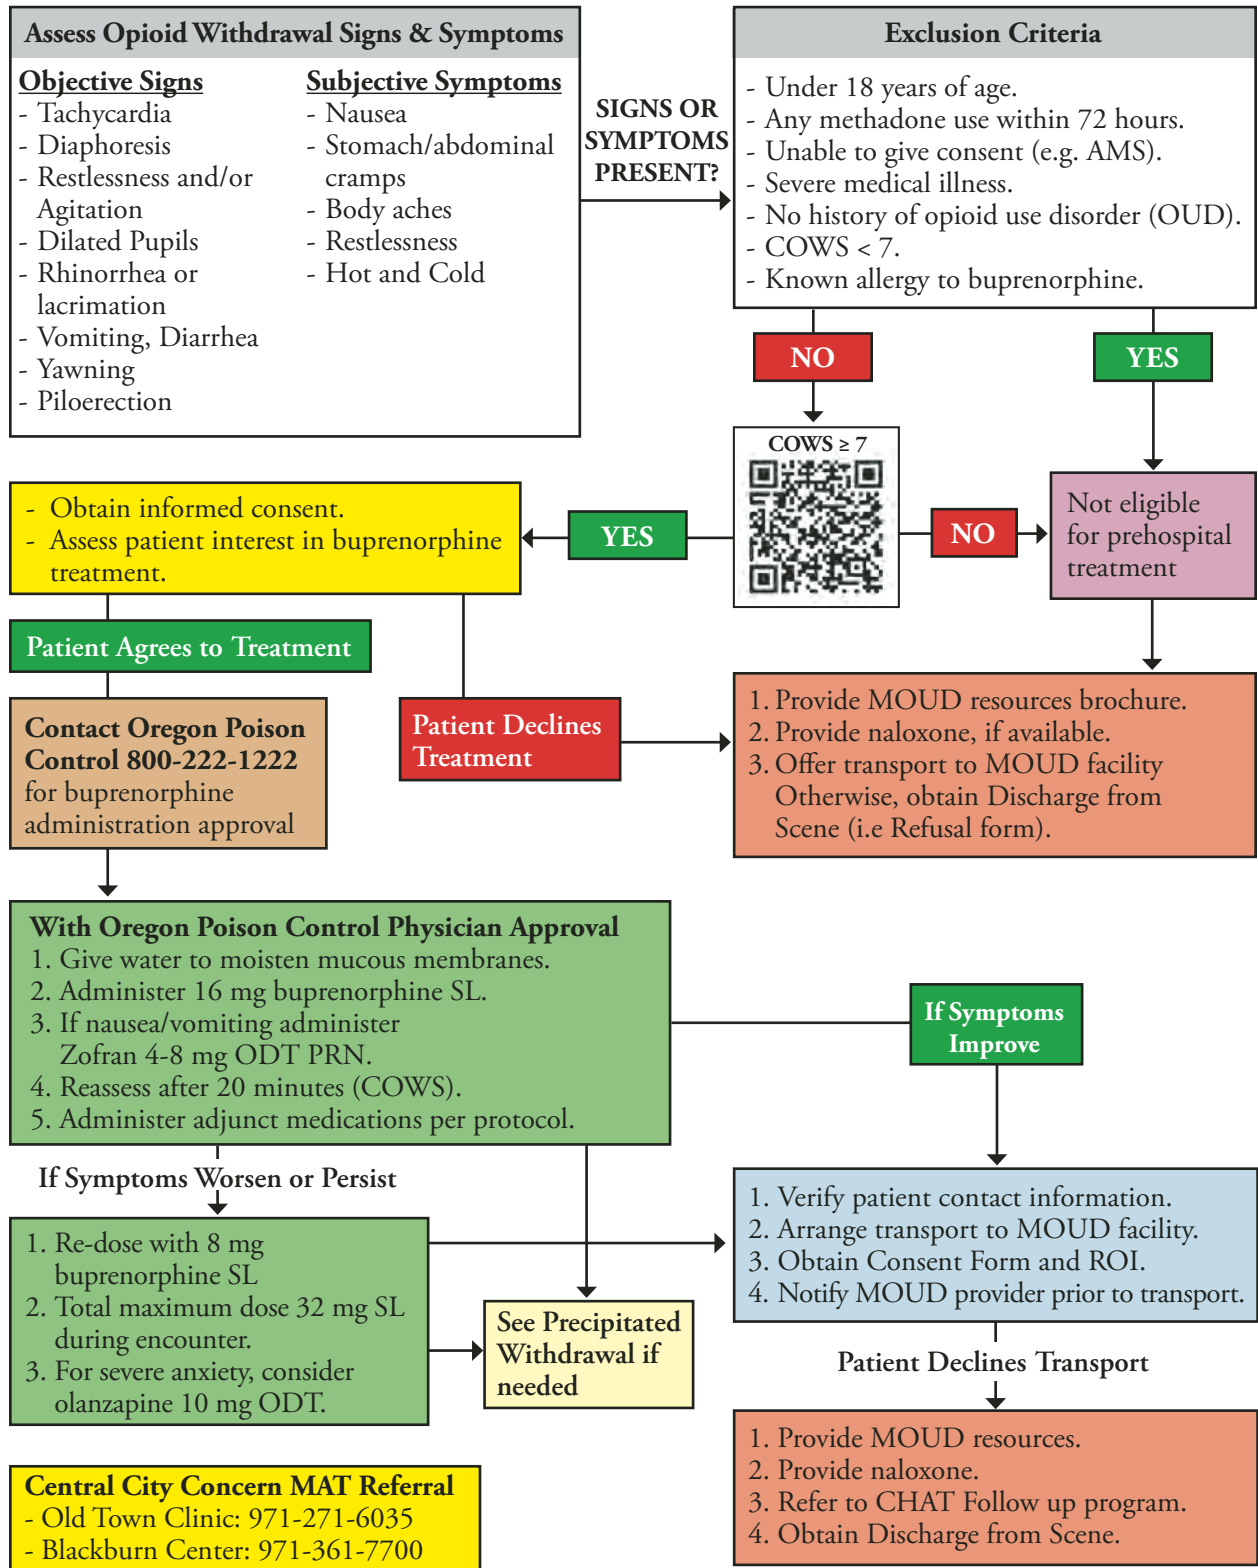 Assess Opioid Withdrawal Signs & Symptoms
Objective Signs
- Tachycardia
- Diaphoresis
- Restlessness and/or
Agitation
- Dilated Pupils
- Rhinorrhea or
lacrimation
- Vomiting, Diarrhea
- Yawning
- Piloerection
Subjective Symptoms
- Nausea
- Stomach/abdominal
cramps
- Body aches
- Restlessness
- Hot and Cold
SIGNS OR
SYMPTOMS
PRESENT?
Exclusion Criteria
- Under 18 years of age.
- Any methadone use within 72 hours.
- Unable to give consent (e.g. AMS).
- Severe medical illness.
- No history of opioid use disorder (OUD).
- COWS < 7.
- Known allergy to buprenorphine.
NO
YES
COWS ≥ 7
YES
NO
Not eligible
for prehospital
treatment
- Obtain informed consent.
- Assess patient interest in buprenorphine
treatment.
Patient Agrees to Treatment
Patient Declines
Treatment
1. Provide MOUD resources brochure.
2. Provide naloxone, if available.
3. Offer transport to MOUD facility
Otherwise, obtain Discharge from
Scene (i.e Refusal form).
Contact Oregon Poison
Control 800-222-1222
for buprenorphine
administration approval
With Oregon Poison Control Physician Approval
1. Give water to moisten mucous membranes.
2. Administer 16 mg buprenorphine SL.
3. If nausea/vomiting administer
Zofran 4-8 mg ODT PRN.
4. Reassess after 20 minutes (COWS).
5. Administer adjunct medications per protocol.
If Symptoms
Improve
If Symptoms Worsen or Persist
1. Re-dose with 8 mg
buprenorphine SL
2. Total maximum dose 32 mg SL
during encounter.
3. For severe anxiety, consider
olanzapine 10 mg ODT.
See Precipitated
Withdrawal if
needed
1. Verify patient contact information.
2. Arrange transport to MOUD facility.
3. Obtain Consent Form and ROI.
4. Notify MOUD provider prior to transport.
Patient Declines Transport
1. Provide MOUD resources.
2. Provide naloxone.
3. Refer to CHAT Follow up program.
4. Obtain Discharge from Scene.
Central City Concern MAT Referral
- Old Town Clinic: 971-271-6035
- Blackburn Center: 971-361-7700